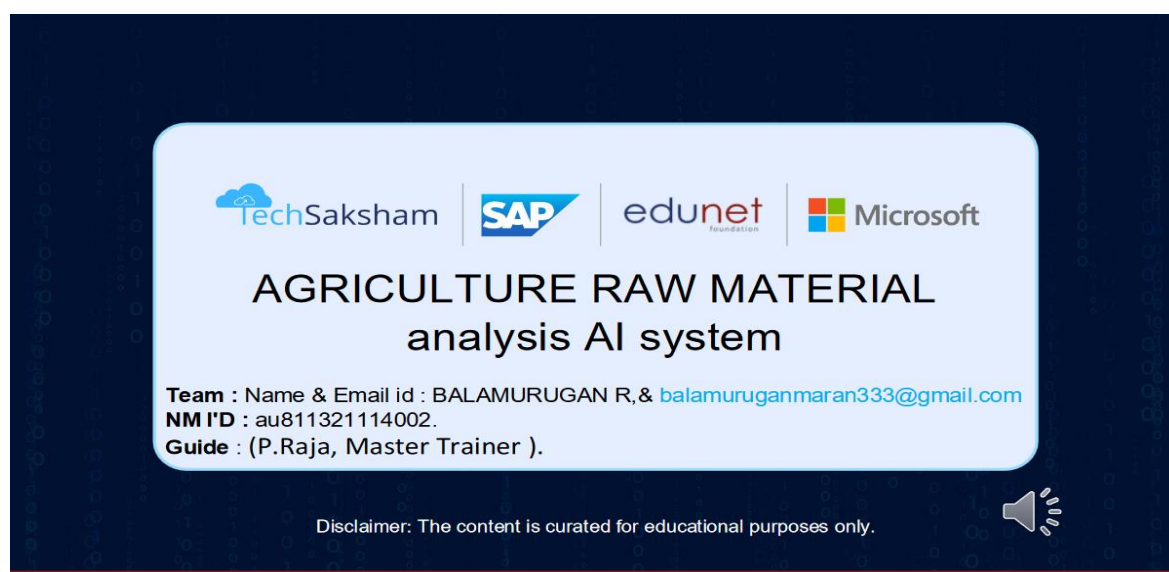 TechSaksham
SAP
edunet
foundation
Microsoft
AGRICULTURE RAW MATERIAL
analysis AI system
Team : Name & Email id : BALAMURUGAN R,& balamuruganmaran333@gmail.com
NM I'D : au811321114002.
Guide : (P.Raja, Master Trainer ).
Disclaimer: The content is curated for educational purposes only.